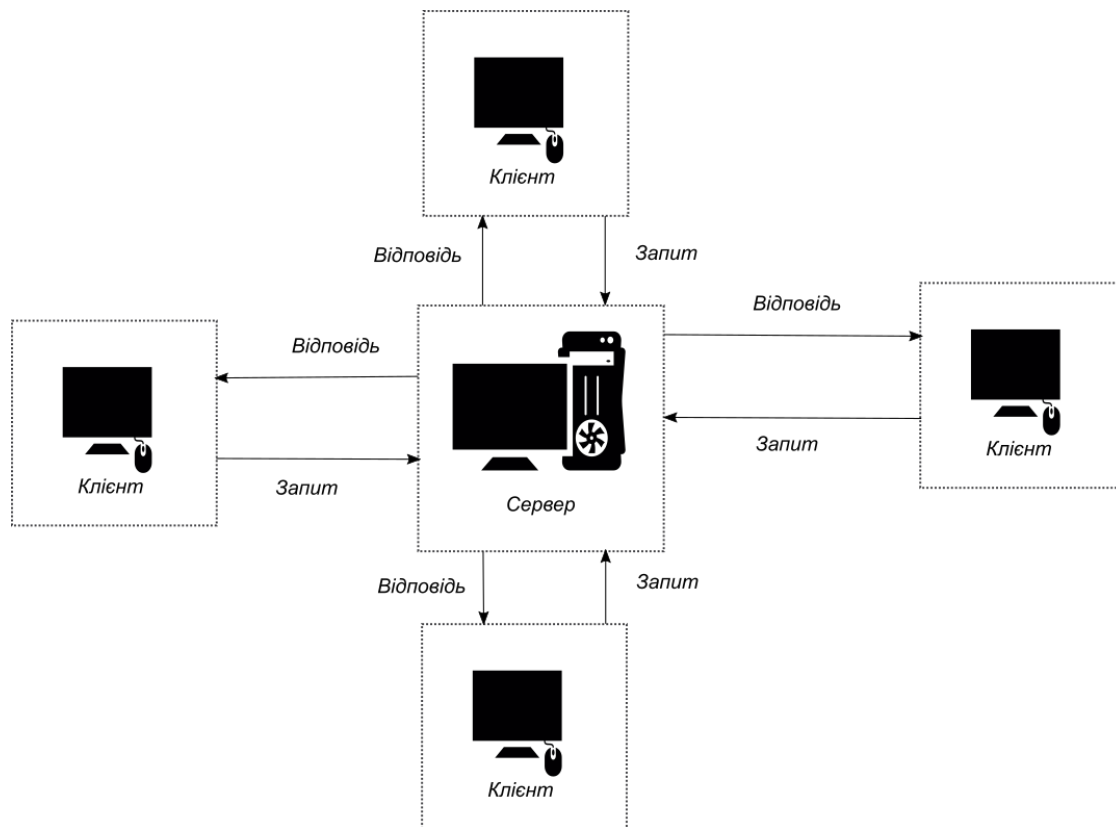 Клієнт
Відповідь
Запит
Відповідь
Відповідь
Клієнт
Запит
Сервер
Запит
Клієнт
Відповідь
Запит
Клієнт